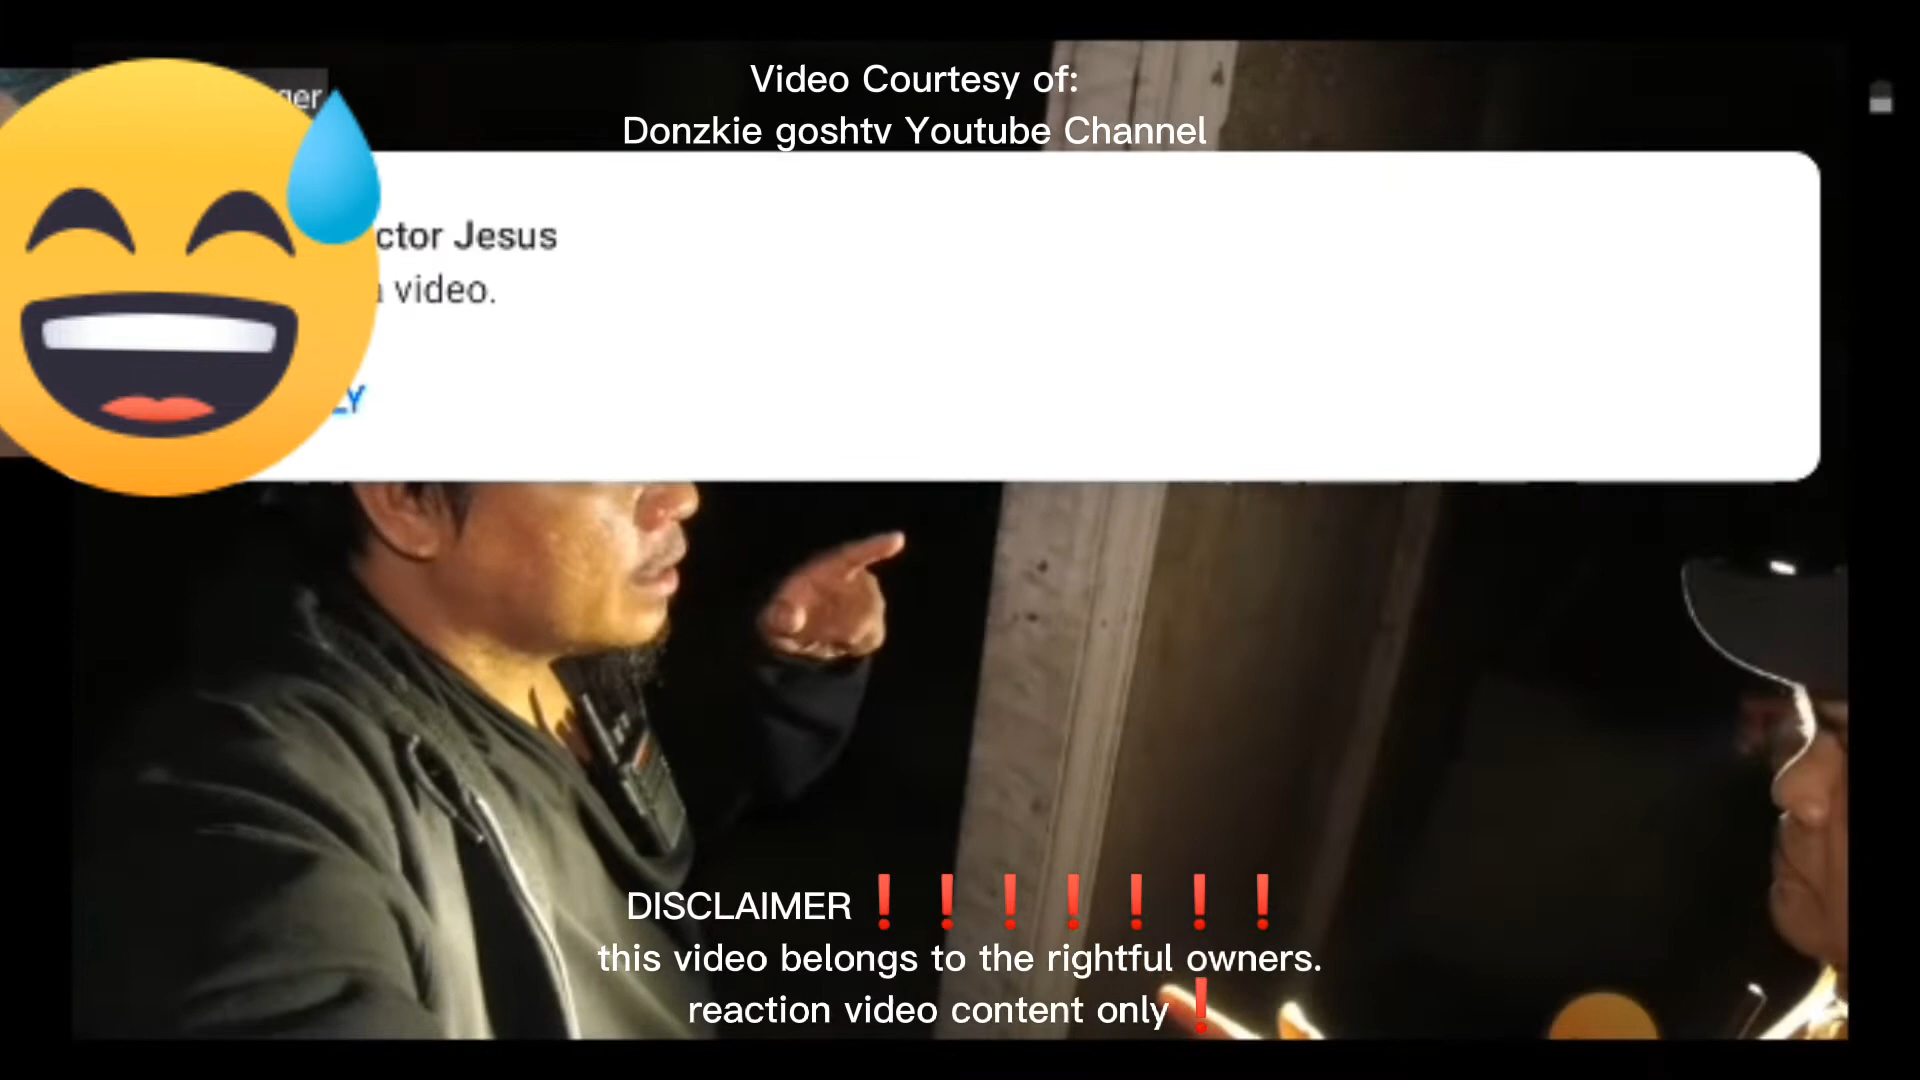 Video Courtesy of:
Donzkie goshtv Youtube Channel
Jesus
video.
DISCLAIMER❗❗❗❗❗❗❗
this video belongs to the rightful owners.
reaction video content only❗